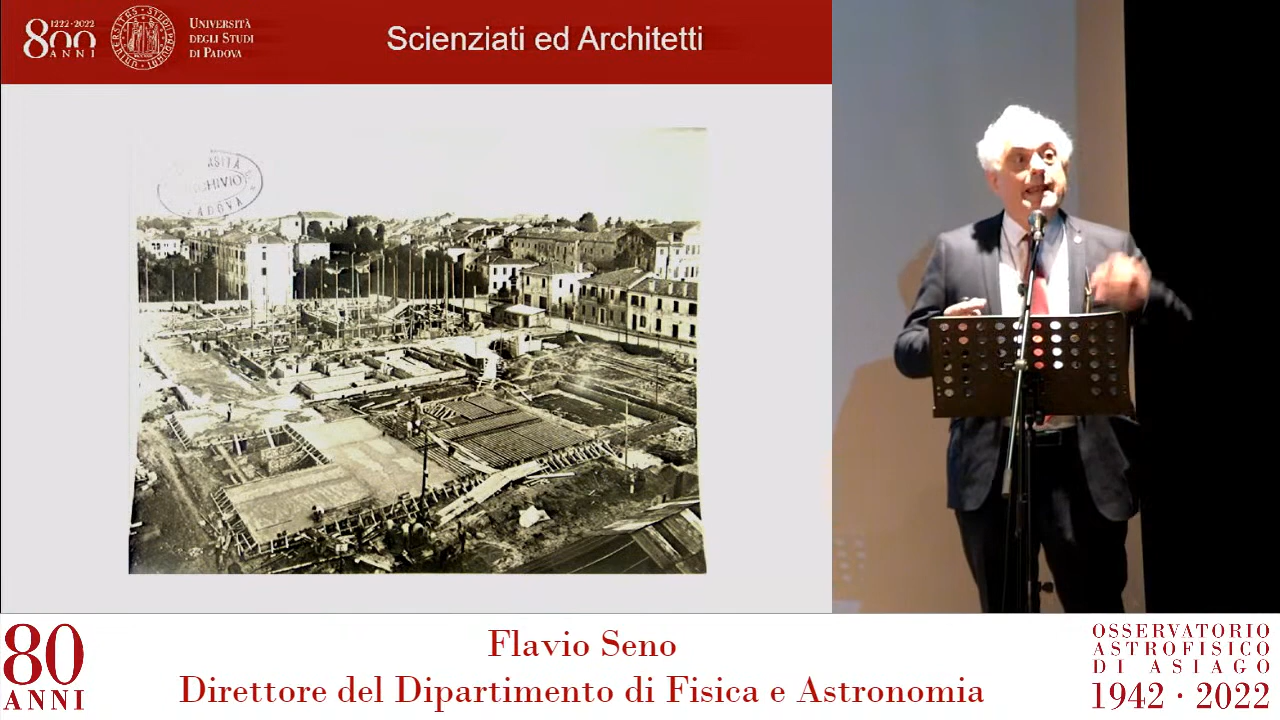 1222·2022
800
ANNI
UNIVERSITÀ
DEGLI STUDI
DI PADOVA
Scienziati ed Architetti
PADOVA
80
ANNI
Flavio Seno
Direttore del Dipartimento di Fisica e Astronomia
OSSERVATORIO
ASTROFISICO
DI ASIAGO
1942 · 2022